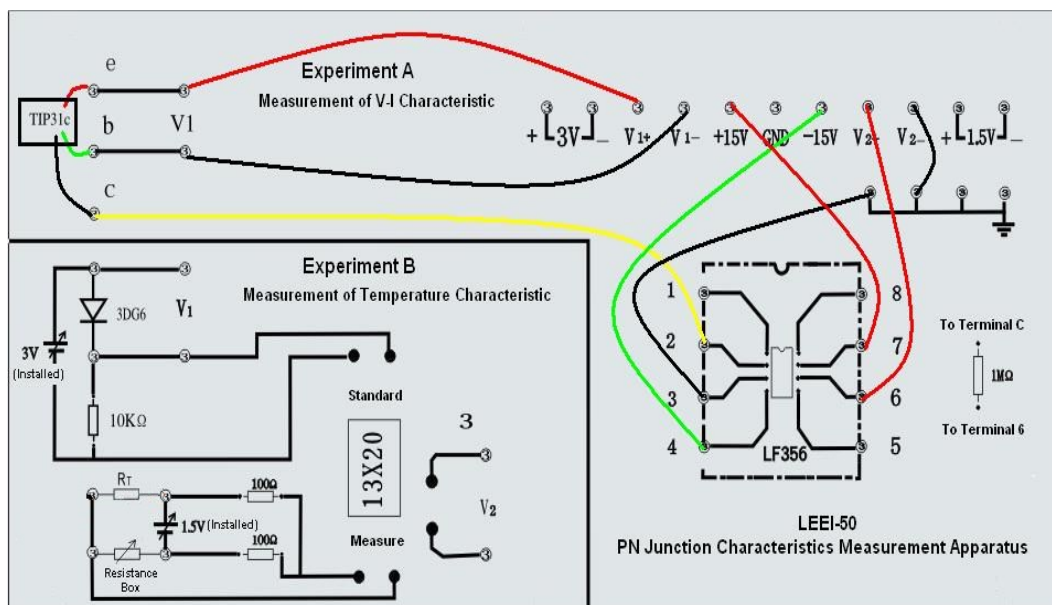 e
Experiment A
Measurement of V-I Characteristic
TIP31c
b
V1
c
+ 3V − V1+ V1− +15V GND −15V V2+ V2− + 1.5V −
Experiment B
Measurement of Temperature Characteristic
3DG6
V1
3V
(Installed)
10KΩ
Standard
13X20
3
V2
RT
100Ω
1.5V(Installed)
100Ω
Measure
Resistance
Box
1
8
2
7
3
6
4
5
LF356
To Terminal C
1MΩ
To Terminal 6
LEEI-50
PN Junction Characteristics Measurement Apparatus